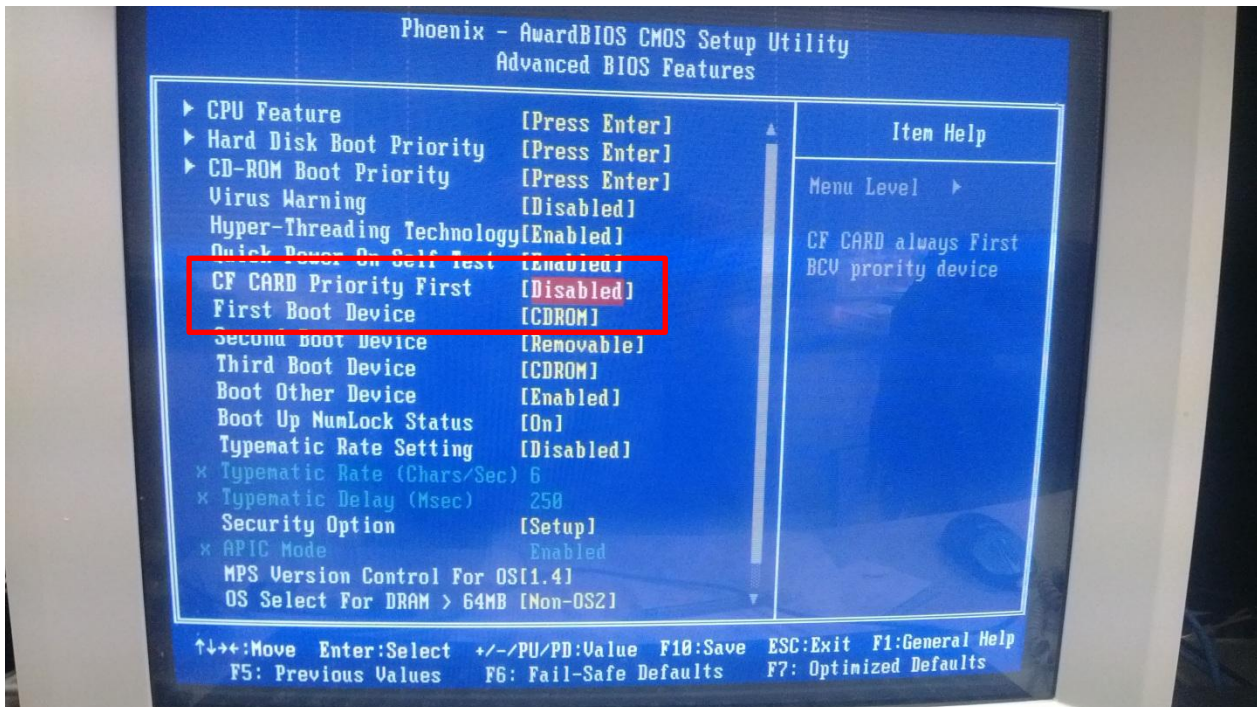 Phoenix - AwardBIOS CMOS Setup Utility
Advanced BIOS Features
CPU Feature [Press Enter]
Hard Disk Boot Priority [Press Enter]
CD-ROM Boot Priority [Press Enter]
Virus Warning [Disabled]
Hyper-Threading Technology[Enabled]
Quick Power On Self Test [Enabled]
CF CARD Priority First [Disabled]
First Boot Device [CDROM]
Second Boot Device [Removable]
Third Boot Device [CDROM]
Boot Other Device [Enabled]
Boot Up NumLock Status [On]
Typematic Rate Setting [Disabled]
x Typematic Rate (Chars/Sec) 6
x Typematic Delay (Msec) 250
Security Option [Setup]
x APIC Mode Enabled
MPS Version Control For OS[1.4]
OS Select For DRAM > 64MB [Non-OS2]
Item Help
Menu Level
CF CARD always First
BCV prority device
↑↓→←:Move Enter:Select +/-/PU/PD:Value F10:Save ESC:Exit F1:General Help
F5: Previous Values F6: Fail-Safe Defaults F7: Optimized Defaults